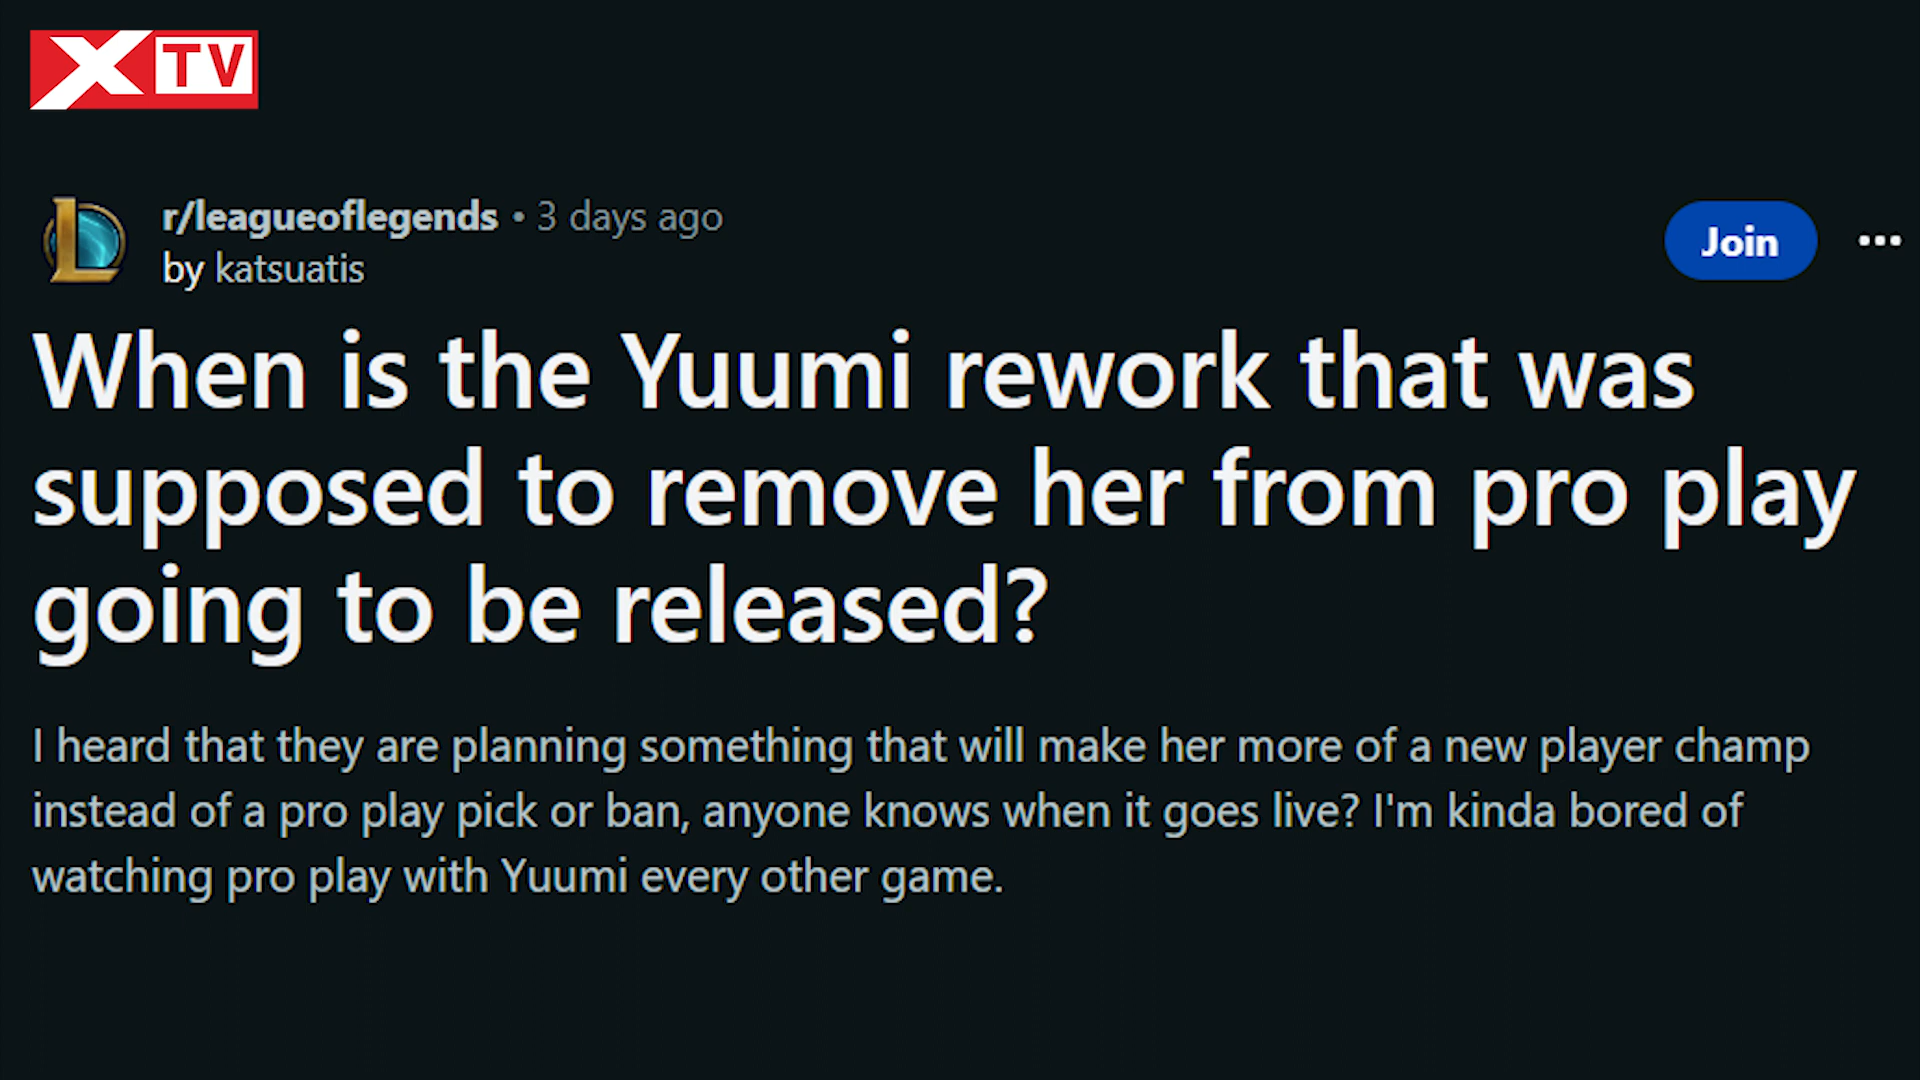 XTV
r/leagueoflegends • 3 days ago
by katsuatis
Join
When is the Yuumi rework that was
supposed to remove her from pro play
going to be released?
I heard that they are planning something that will make her more of a new player champ
instead of a pro play pick or ban, anyone knows when it goes live? I'm kinda bored of
watching pro play with Yuumi every other game.